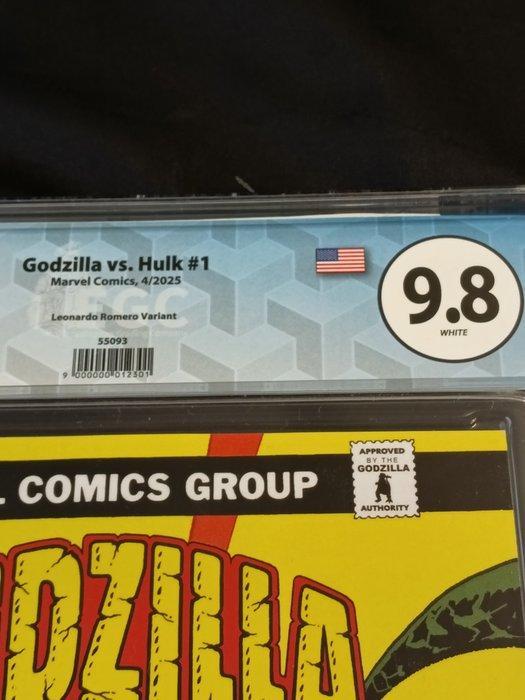 Godzilla vs. Hulk #1
Marvel Comics, 4/2025
Leonardo Romero Variant
55093
9 000000 012301
EGC
9.8
WHITE
COMICS GROUP
APPROVED
BY THE
GODZILLA
AUTHORITY
DZILLA